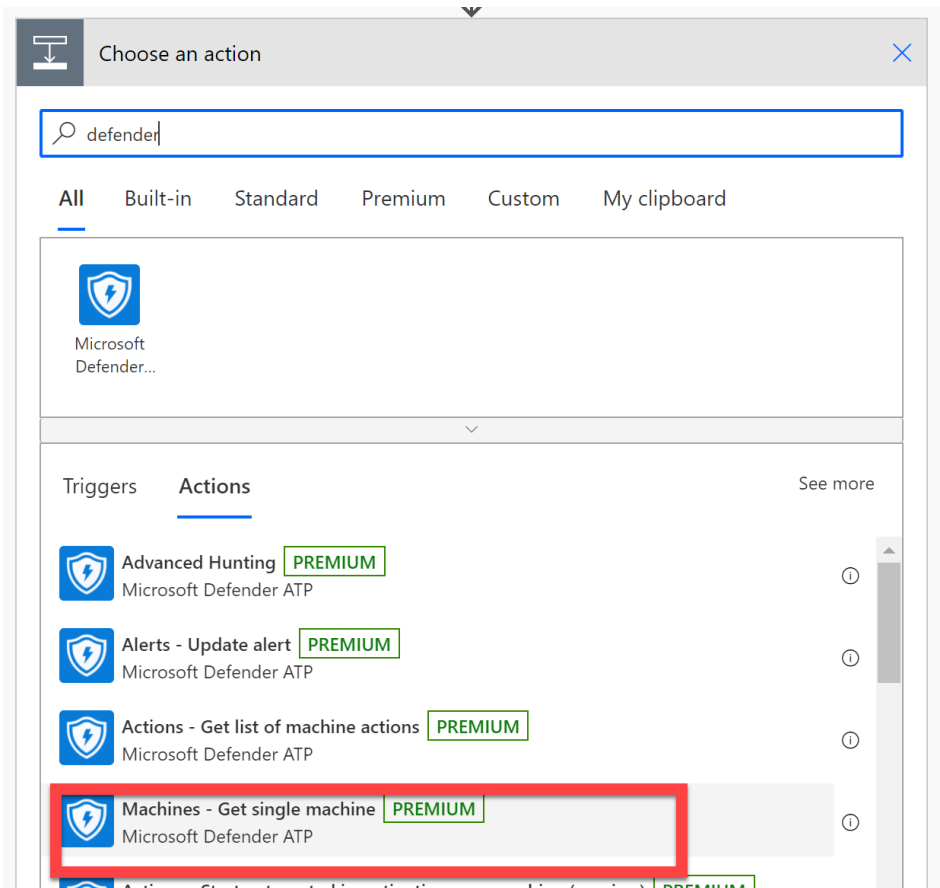 Choose an action
defender
All Built-in Standard Premium Custom My clipboard
Microsoft
Defender...
Triggers Actions See more
Advanced Hunting PREMIUM
Microsoft Defender ATP
Alerts - Update alert PREMIUM
Microsoft Defender ATP
Actions - Get list of machine actions PREMIUM
Microsoft Defender ATP
Machines - Get single machine PREMIUM
Microsoft Defender ATP
PREMIUM